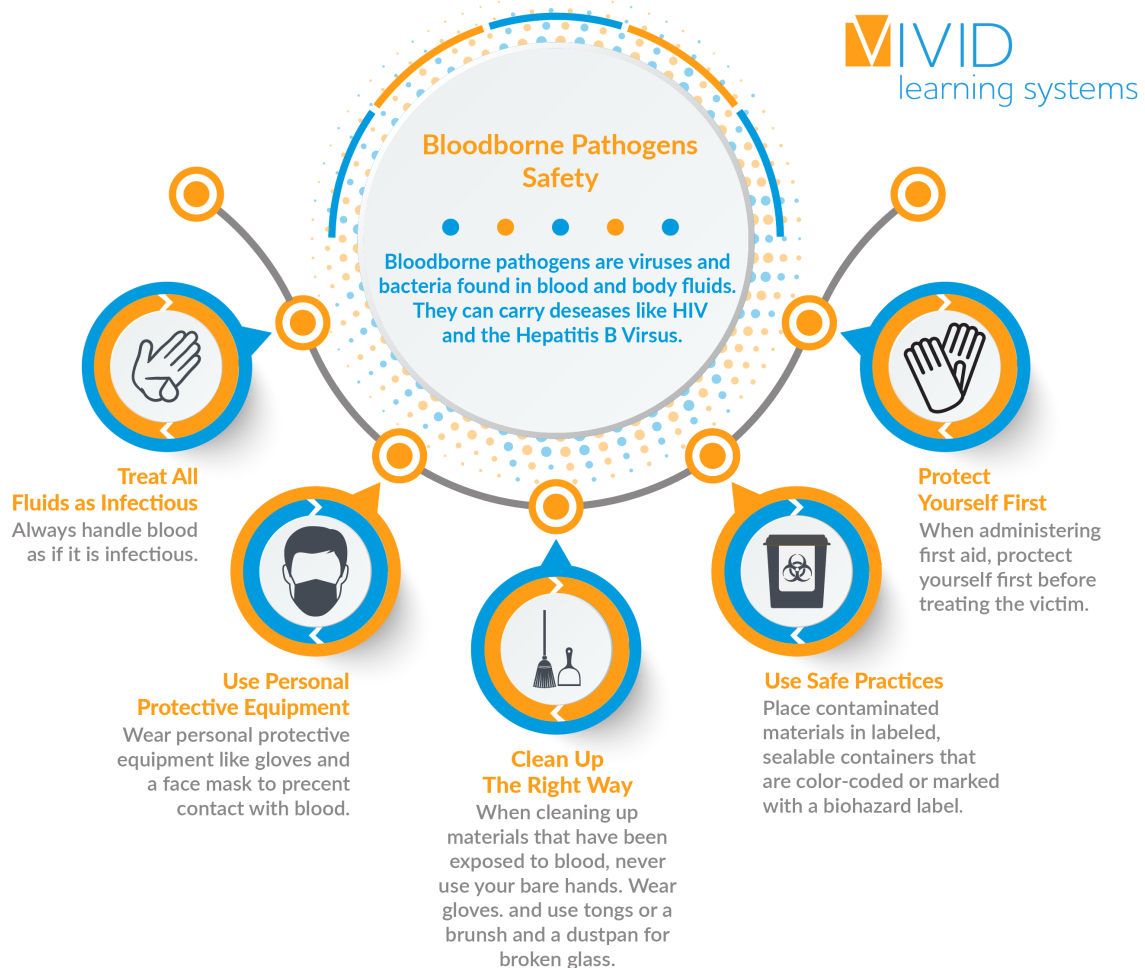 VIVID
learning systems
Bloodborne Pathogens
Safety
Bloodborne pathogens are viruses and
bacteria found in blood and body fluids.
They can carry deseases like HIV
and the Hepatitis B Virsus.
Treat All
Fluids as Infectious
Always handle blood
as if it is infectious.
Use Personal
Protective Equipment
Wear personal protective
equipment like gloves and
a face mask to precent
contact with blood.
Clean Up
The Right Way
When cleaning up
materials that have been
exposed to blood, never
use your bare hands. Wear
gloves. and use tongs or a
brunsh and a dustpan for
broken glass.
Use Safe Practices
Place contaminated
materials in labeled,
sealable containers that
are color-coded or marked
with a biohazard label.
Protect
Yourself First
When administering
first aid, proctect
yourself first before
treating the victim.